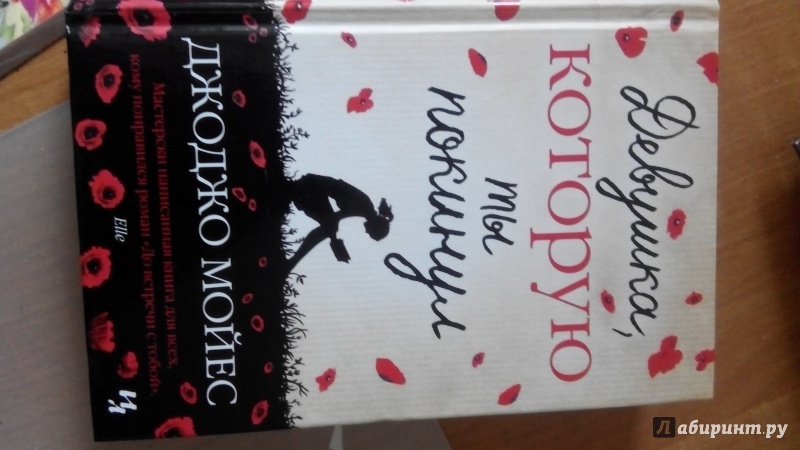 Девушка,
КОТОРУЮ
ты
покинул
ДЖОДЖО МОЙЕС
Мастерски написанная книга для всех,
кому понравился роман «До встречи с тобой».
Elle
Лабиринт.ру